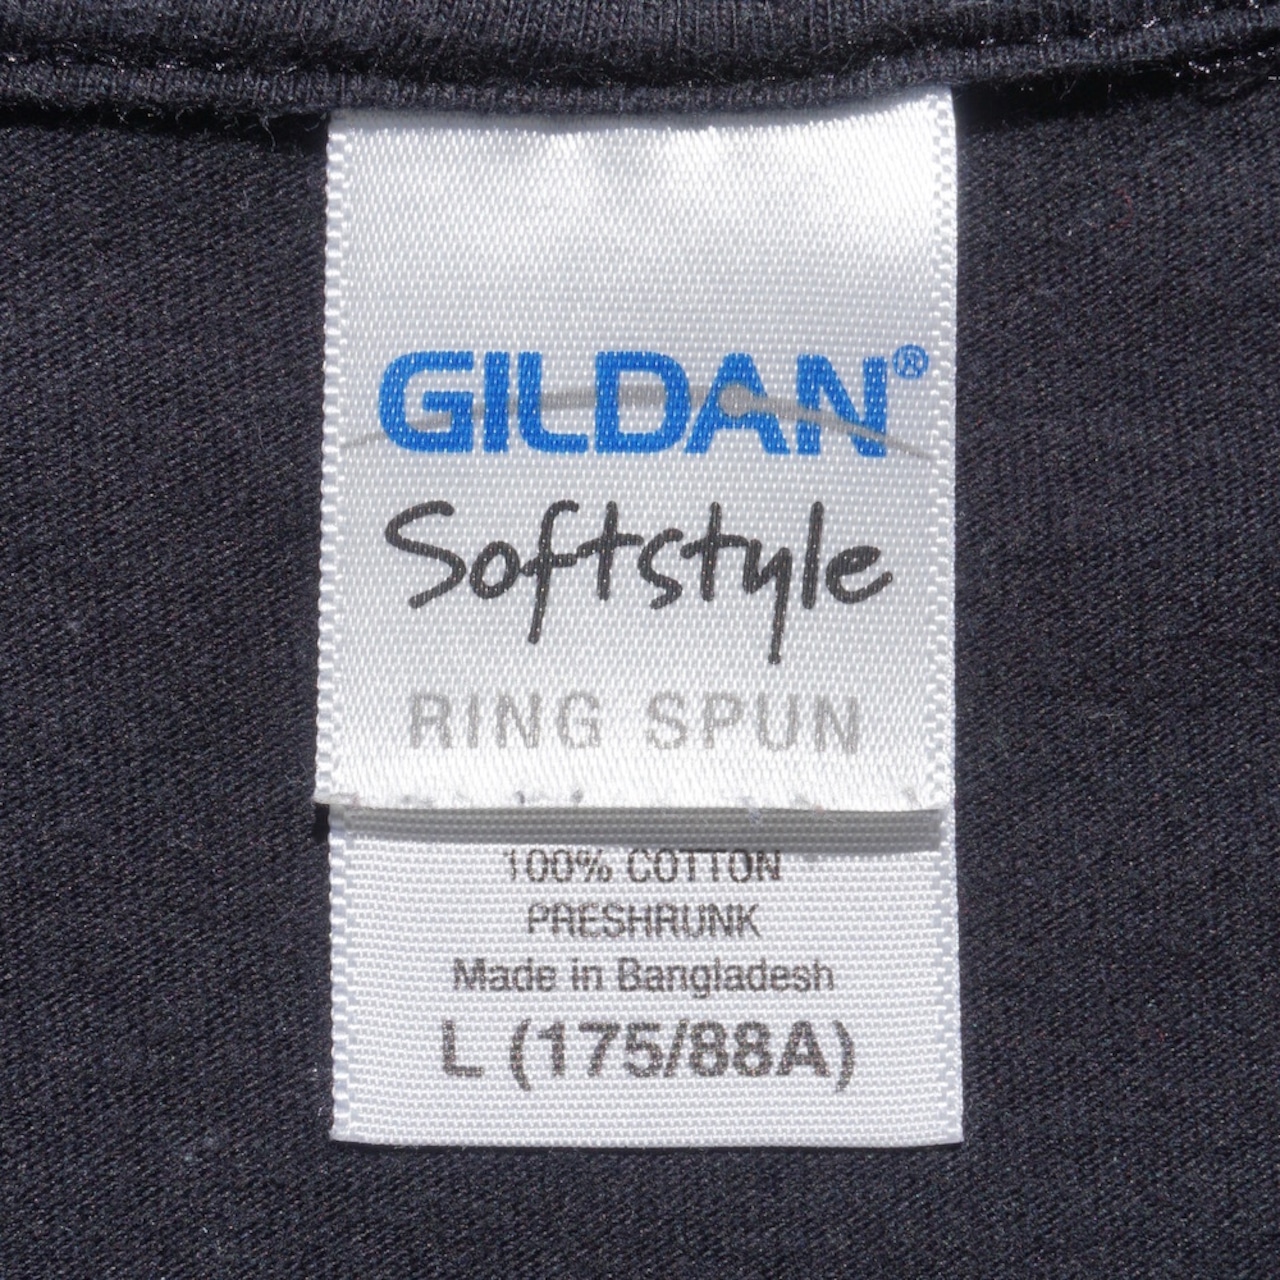 GILDAN®
Softstyle
RING SPUN
100% COTTON
PRESHRUNK
Made in Bangladesh
L (175/88A)